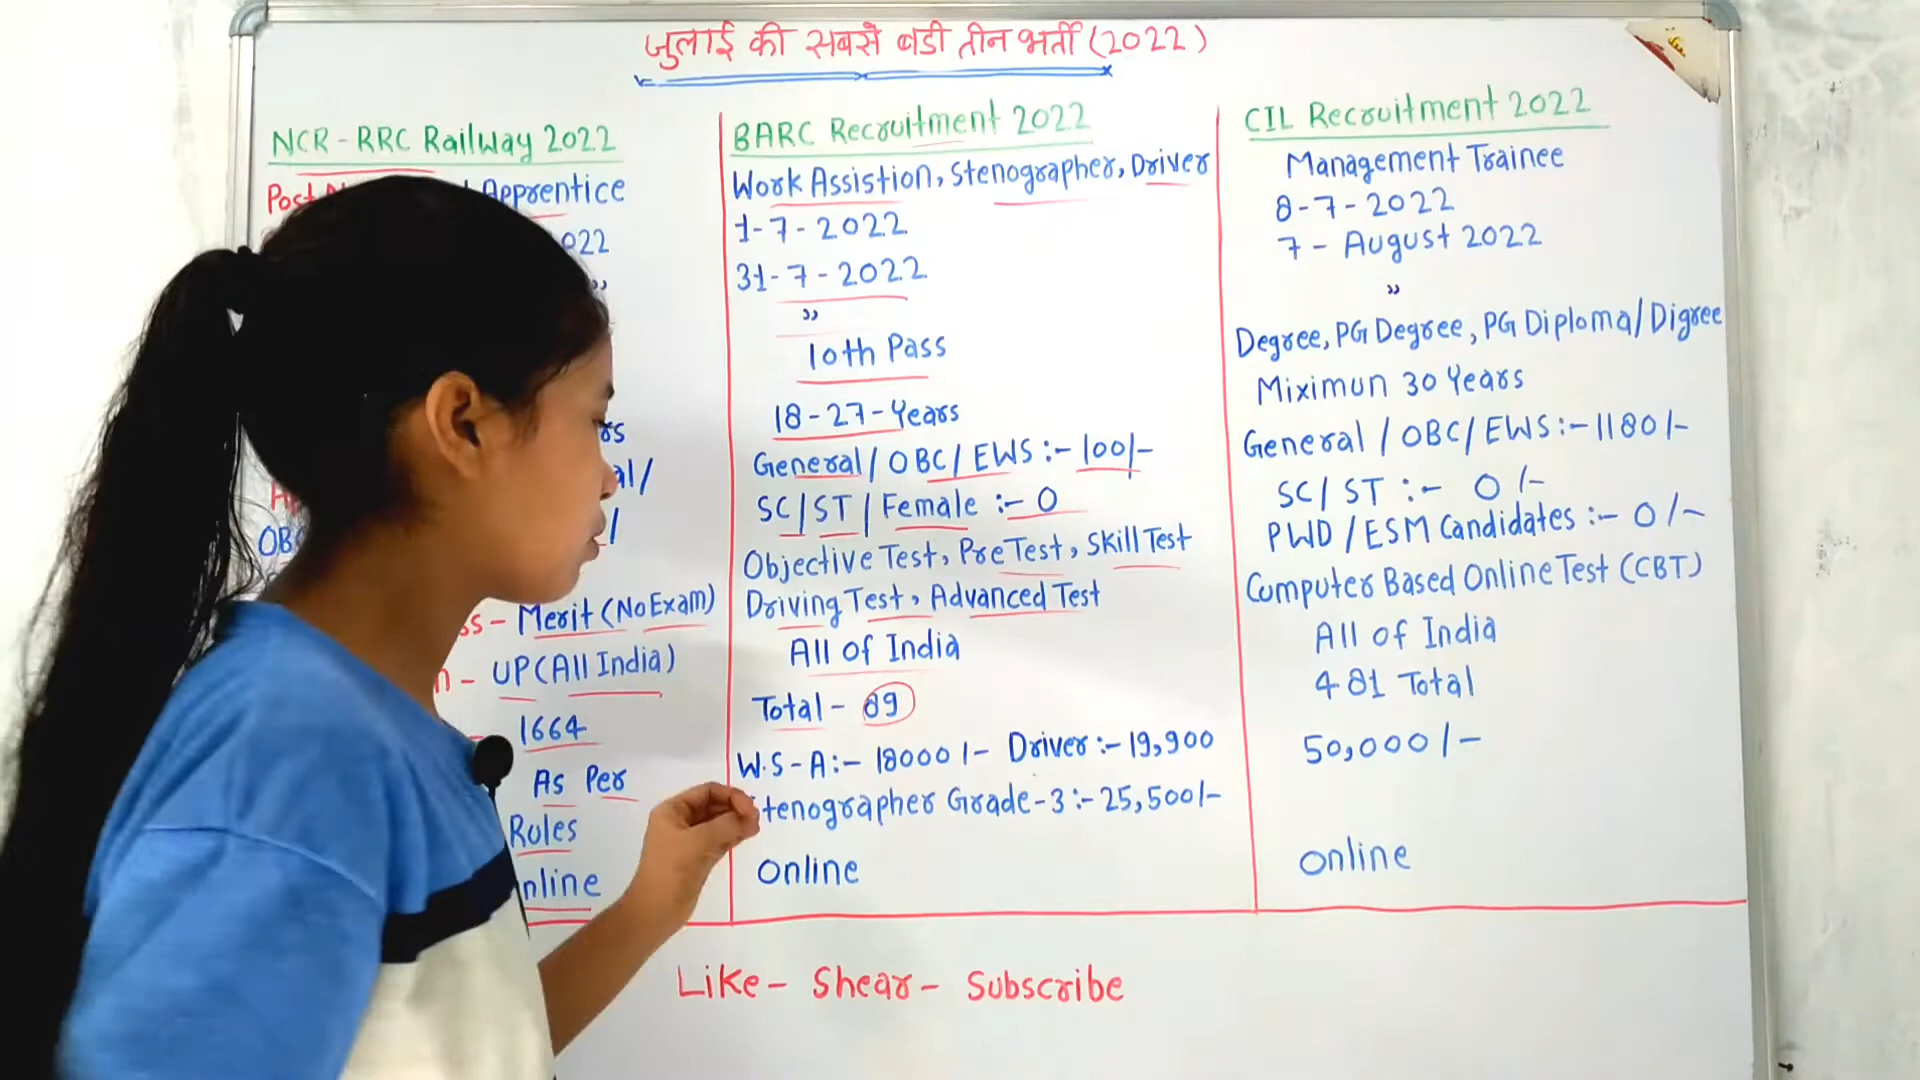 जुलाई की सबसे बडी तीन भर्ती (2022)
NCR-RRC Railway 2022
Post Apprentice
022
"
rs
al/
OBC
/
ss - Merit (No Exam)
n - UP (All India)
- 1664
As Per
Rules
nline
BARC Recruitment 2022
Work Assistion, Stenographer, Driver
1-7-2022
31-7-2022
"
10th Pass
18-27-Years
General / OBC / EWS :- 100/-
SC / ST / Female :- 0
Objective Test, Pre Test, Skill Test
Driving Test, Advanced Test
All of India
Total - 89
W.S-A:- 18000/- Driver :- 19,900
Stenographer Grade-3 :- 25,500/-
Online
CIL Recruitment 2022
Management Trainee
8-7-2022
7 - August 2022
"
Degree, PG Degree, PG Diploma/Digree
Miximun 30 Years
General / OBC / EWS :- 1180/-
SC / ST :- 0/-
PWD / ESM Candidates :- 0/-
Computer Based Online Test (CBT)
All of India
481 Total
50,000/-
Online
Like - Shear - Subscribe